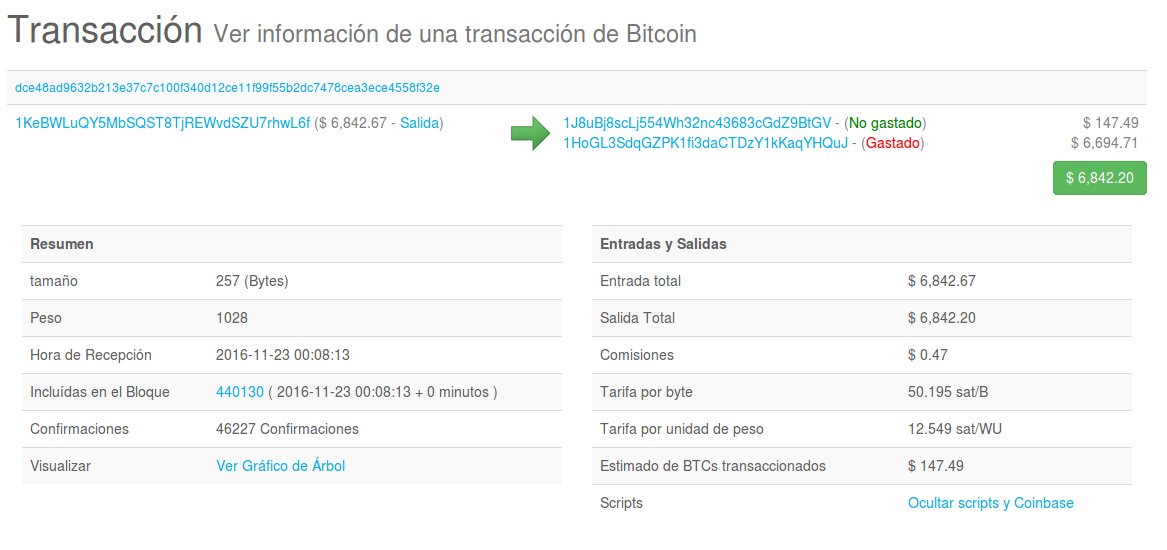 Transacción Ver información de una transacción de Bitcoin
dce48ad9632b213e37c7c100f340d12ce11f99f55b2dc7478cea3ece4558f32e
1KeBWLuQY5MbSQST8TjREWvdSZU7rhwL6f ($ 6,842.67 - Salida)
1J8uBj8scLj554Wh32nc43683cGdZ9BtGV - (No gastado) $ 147.49
1HoGL3SdqGZPK1fi3daCTDzY1kKaqYHQuJ - (Gastado) $ 6,694.71
$ 6,842.20
Resumen
tamaño 257 (Bytes)
Peso 1028
Hora de Recepción 2016-11-23 00:08:13
Incluídas en el Bloque 440130 ( 2016-11-23 00:08:13 + 0 minutos )
Confirmaciones 46227 Confirmaciones
Visualizar Ver Gráfico de Árbol
Entradas y Salidas
Entrada total $ 6,842.67
Salida Total $ 6,842.20
Comisiones $ 0.47
Tarifa por byte 50.195 sat/B
Tarifa por unidad de peso 12.549 sat/WU
Estimado de BTCs transaccionados $ 147.49
Scripts Ocultar scripts y Coinbase